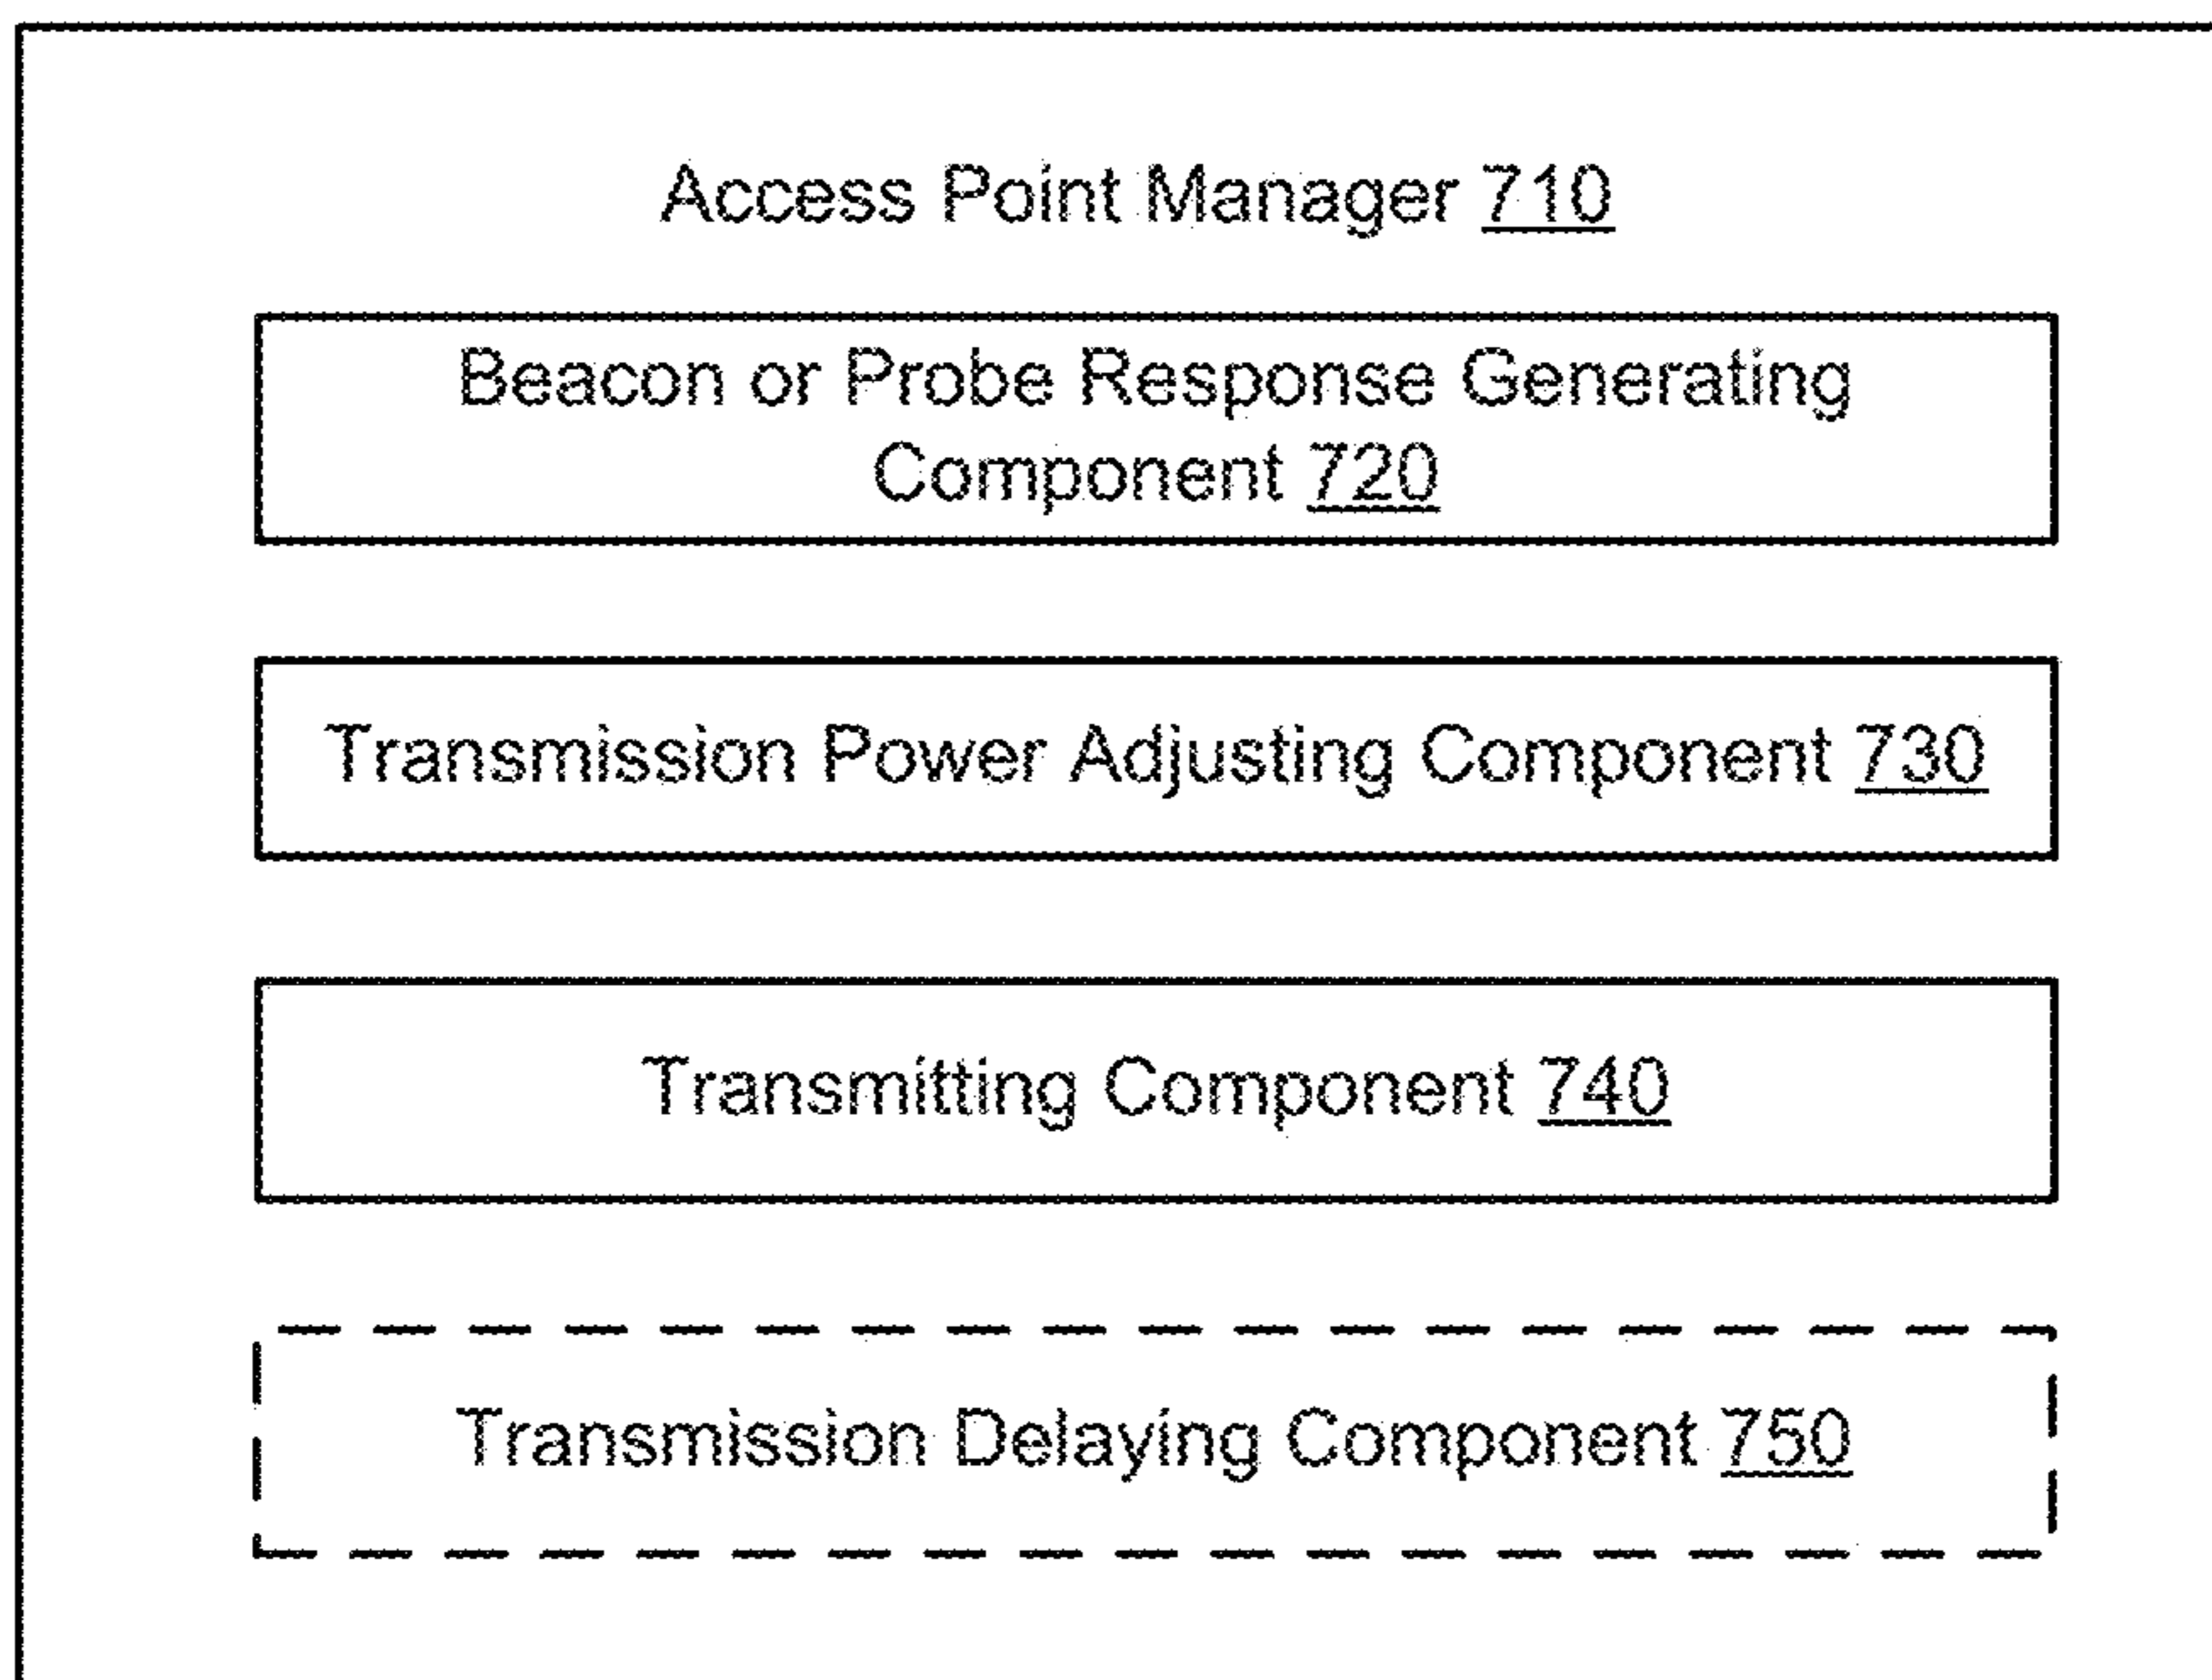 Access Point Manager 710
Beacon or Probe Response Generating
Component 720
Transmission Power Adjusting Component 730
Transmitting Component 740
Transmission Delaying Component 750